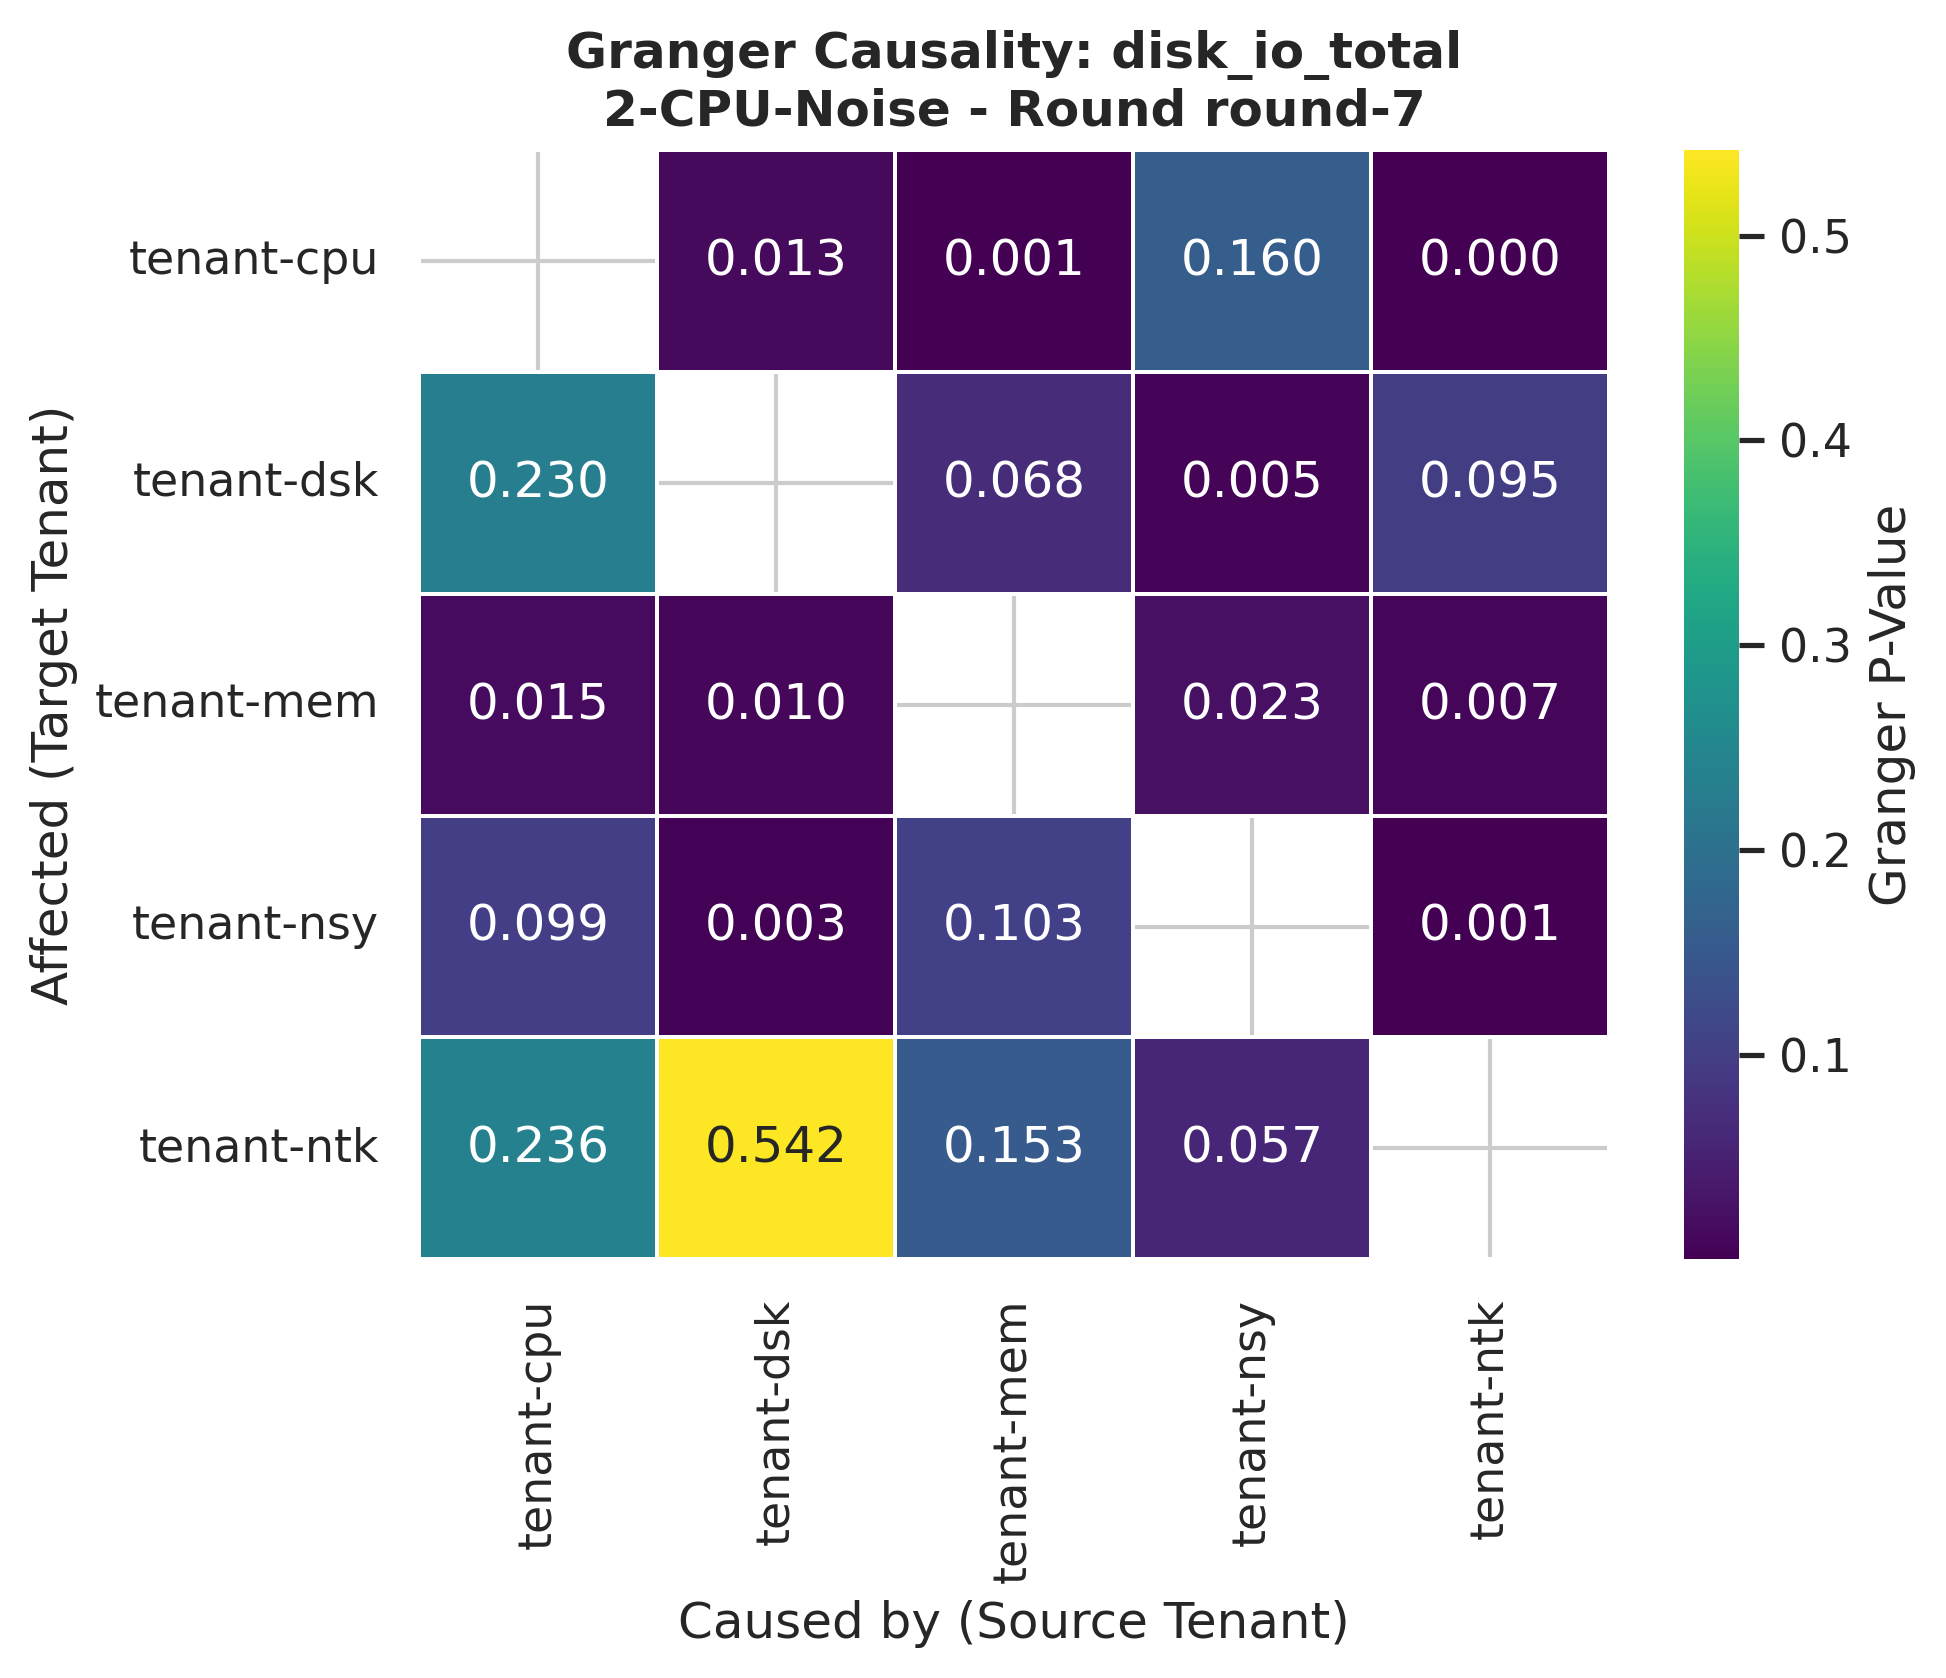 Granger Causality: disk_io_total
2-CPU-Noise - Round round-7
Affected (Target Tenant)
tenant-cpu 0.013 0.001 0.160 0.000
tenant-dsk 0.230 0.068 0.005 0.095
tenant-mem 0.015 0.010 0.023 0.007
tenant-nsy 0.099 0.003 0.103 0.001
tenant-ntk 0.236 0.542 0.153 0.057
tenant-cpu
tenant-dsk
tenant-mem
tenant-nsy
tenant-ntk
Caused by (Source Tenant)
0.5
0.4
0.3
0.2
0.1
Granger P-Value